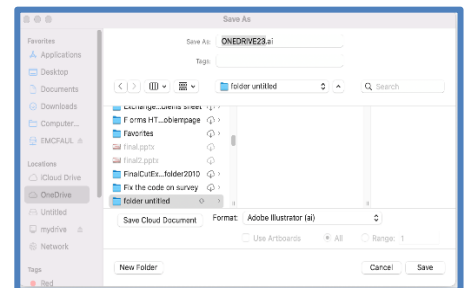 Save As
Favorites
Applications
Desktop
Documents
Downloads
Computer...
EMCFAUL
Locations
iCloud Drive
OneDrive
Untitled
mydrive
Network
Tags
Red
Save As: ONEDRIVE23.ai
Tags:
folder untitled
Search
Exchange...blems sheet
F orms HT...oblempage
Favorites
final.pptx
final2.pptx
FinalCutEx...folder2010
Fix the code on survey
folder untitled
Save Cloud Document
Format: Adobe Illustrator (ai)
Use Artboards All Range: 1
New Folder Cancel Save